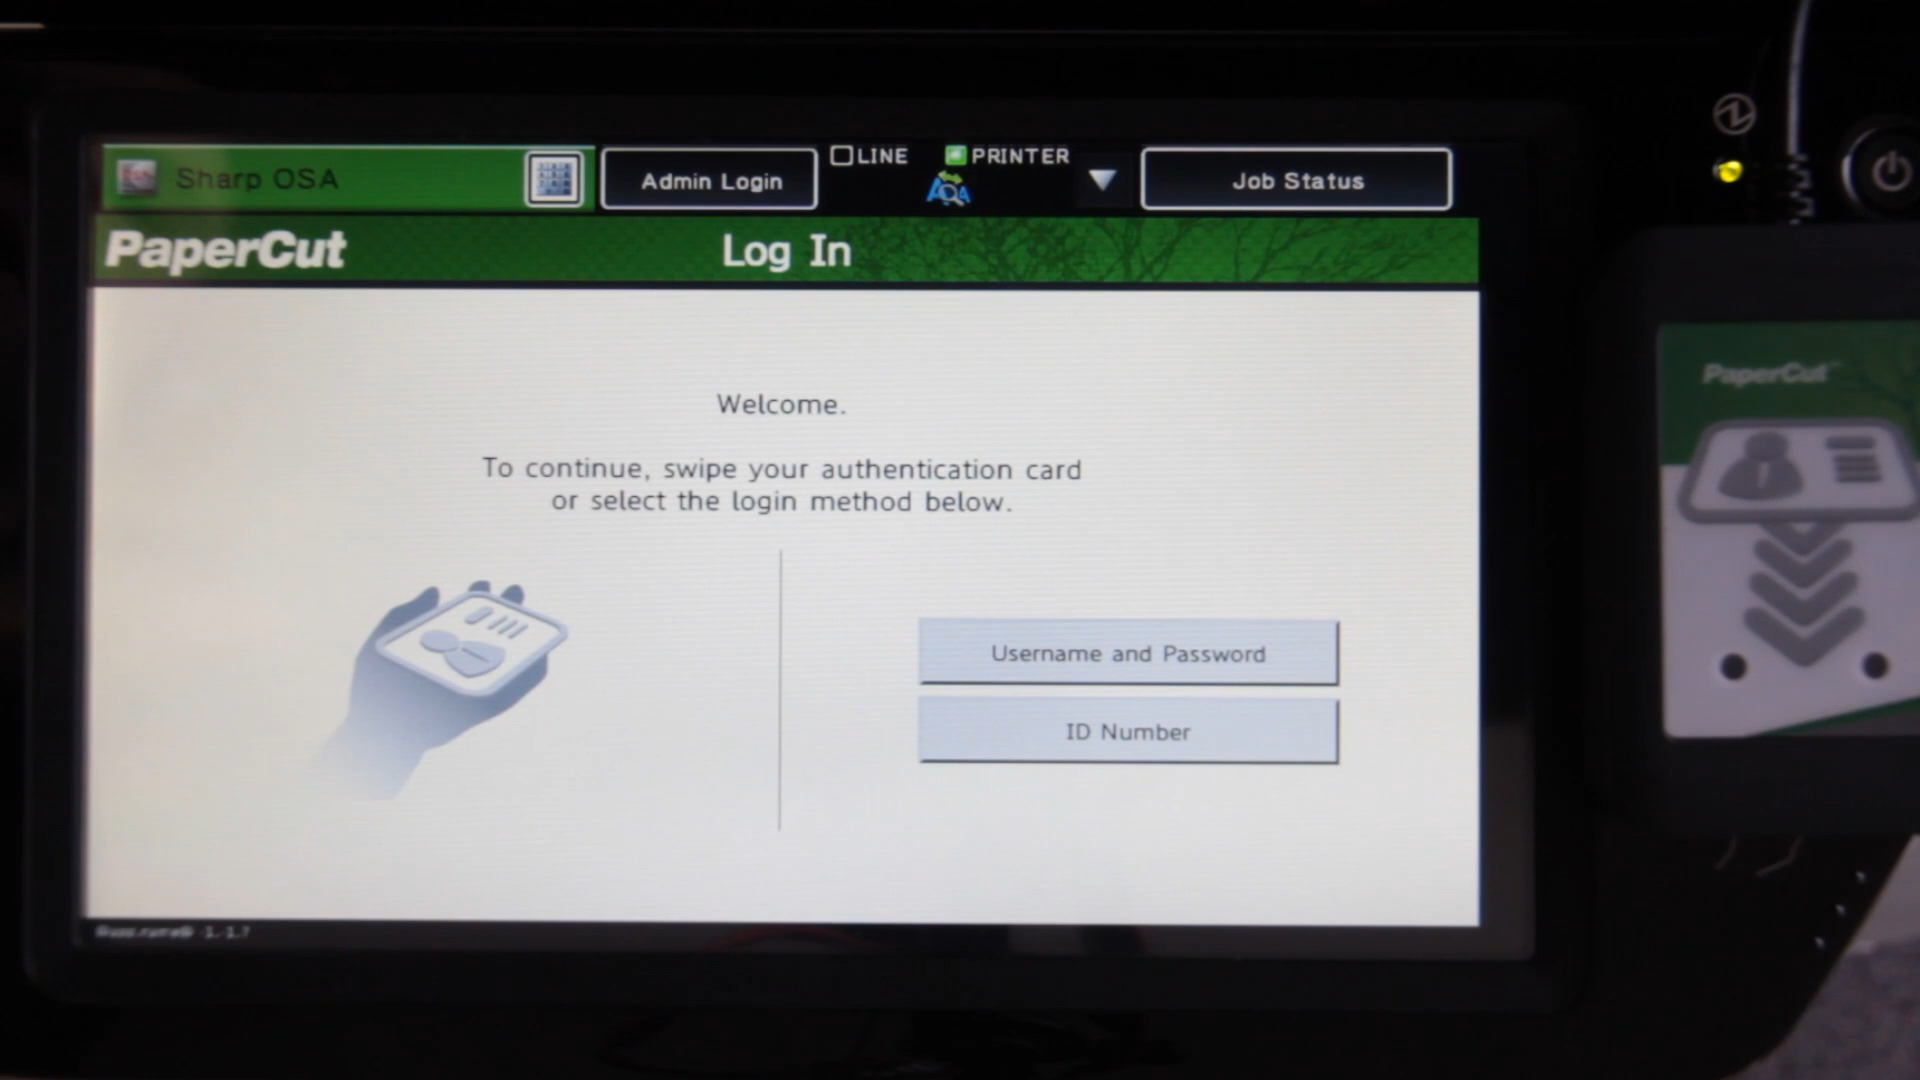 Sharp OSA
Admin Login
LINE
PRINTER
Job Status
PaperCut
Log In
Welcome.
To continue, swipe your authentication card
or select the login method below.
Username and Password
ID Number
PaperCut